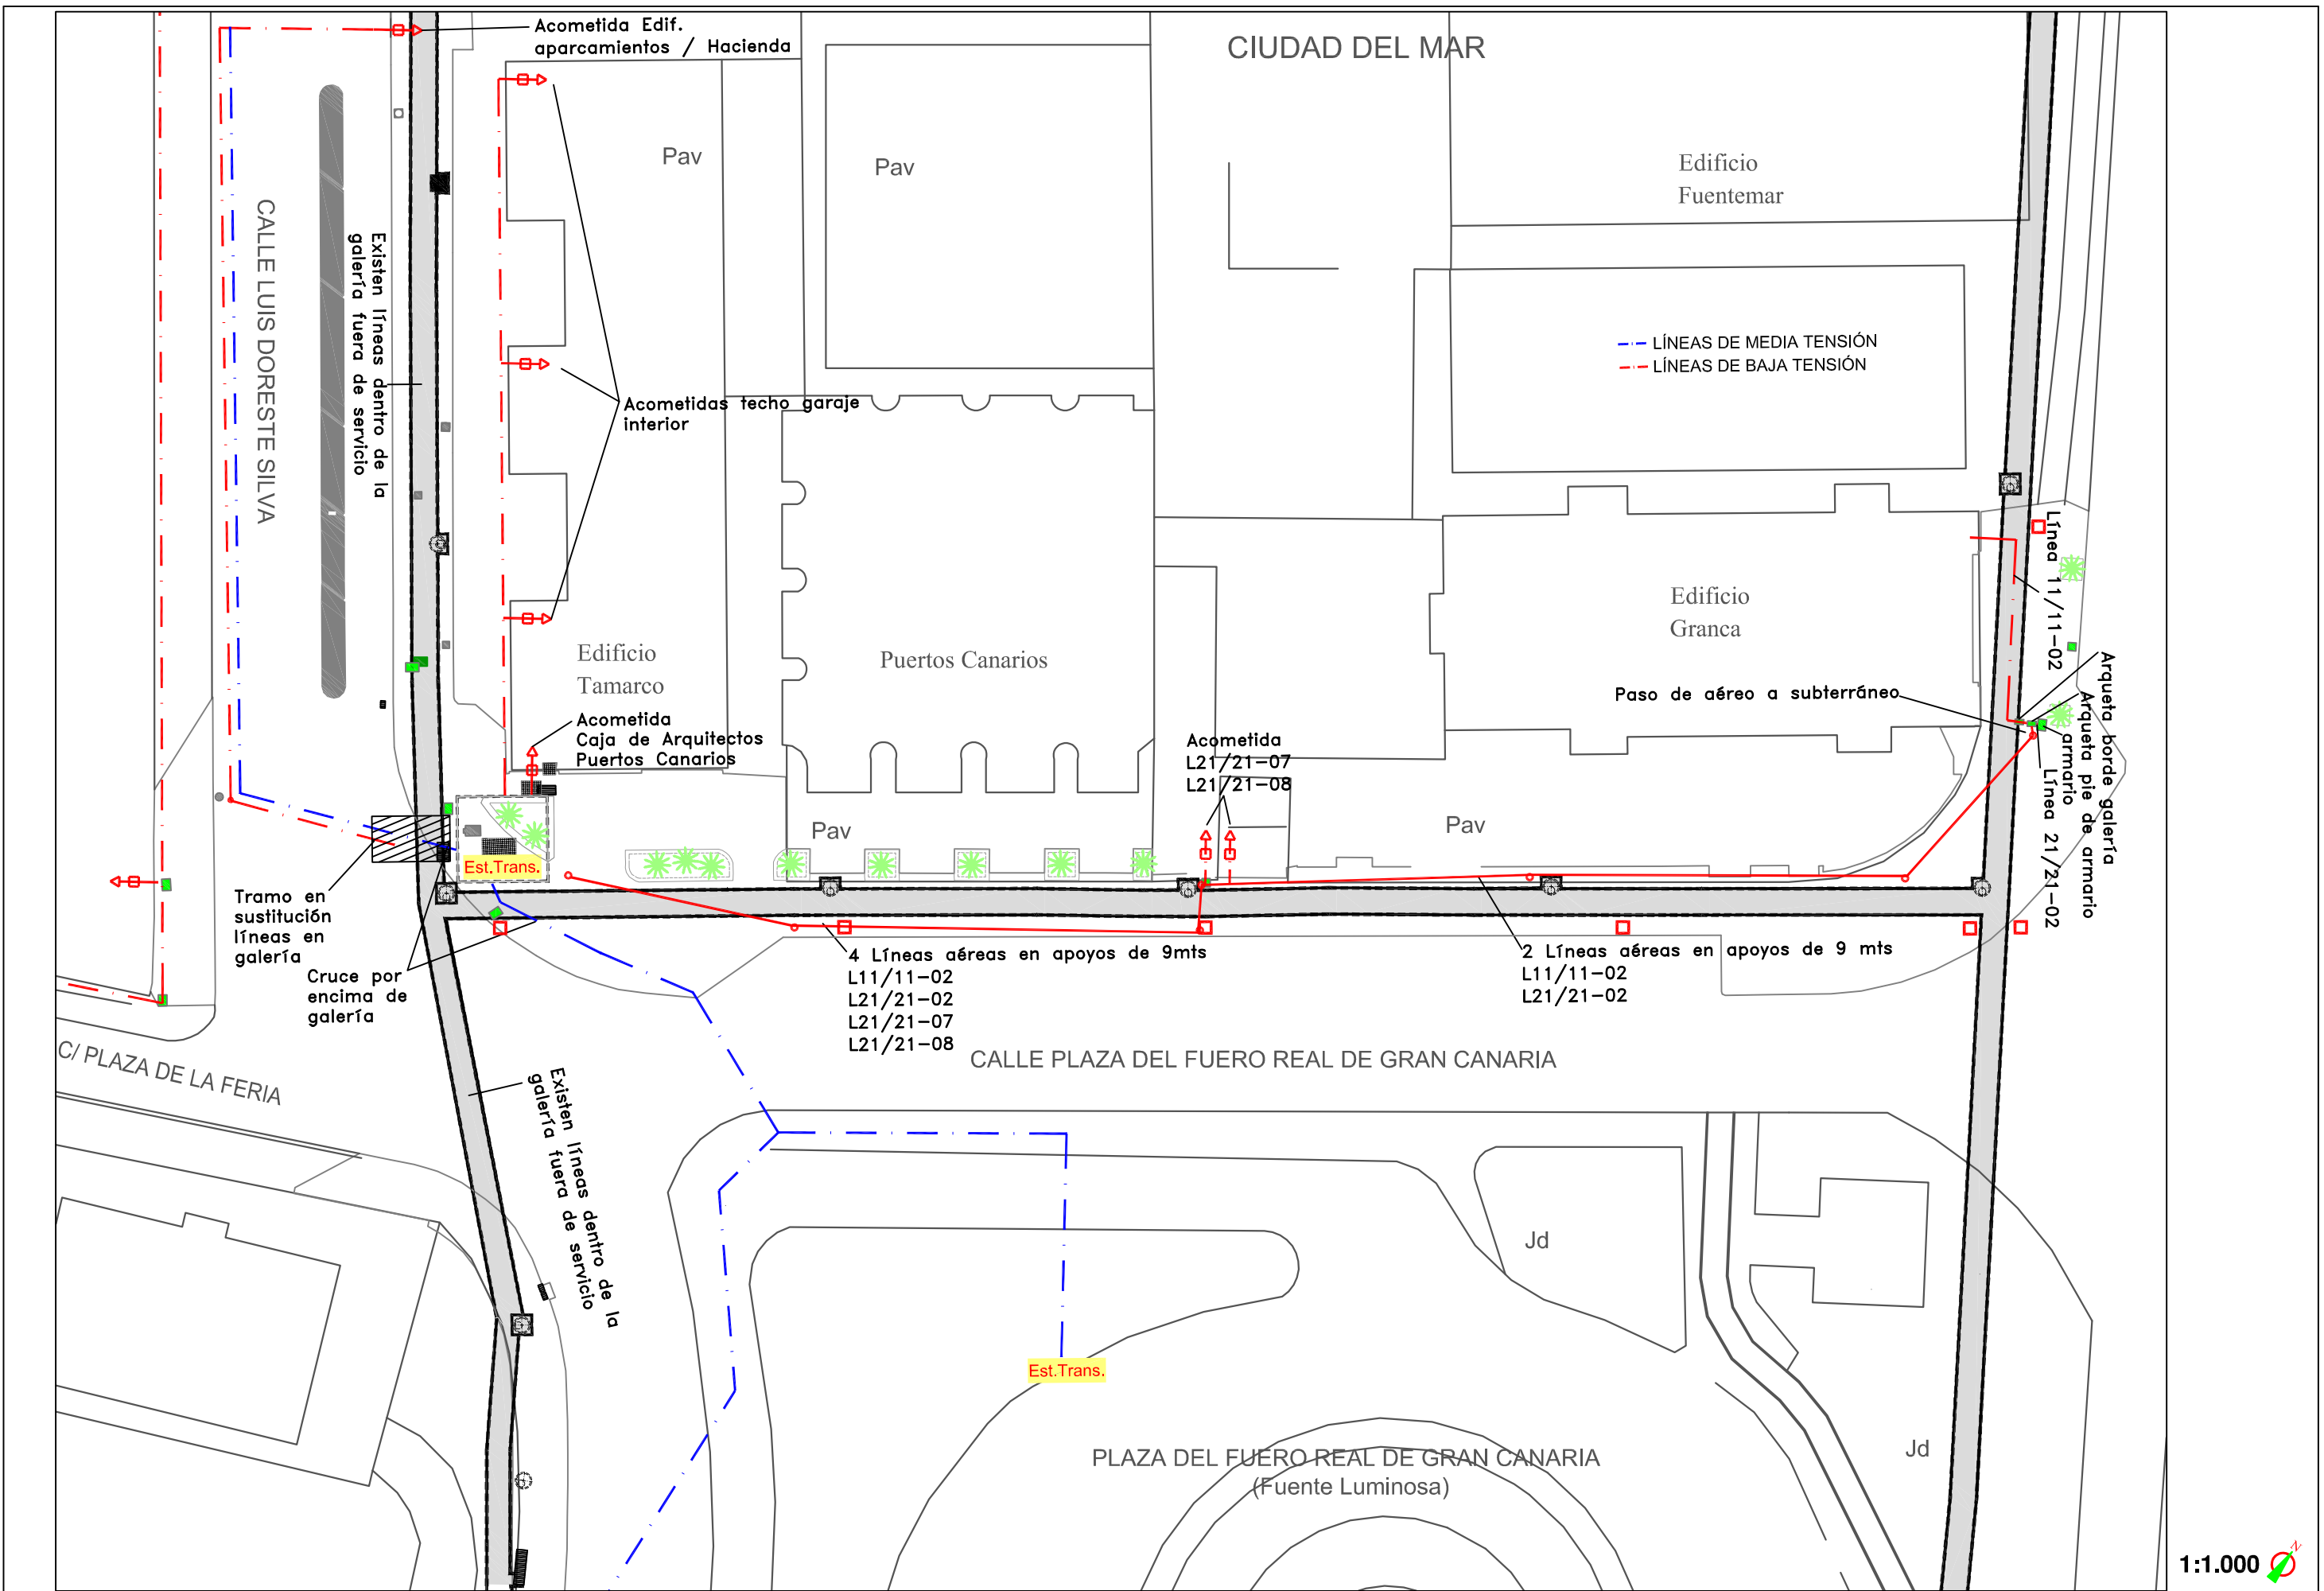 Acometida Edif.
aparcamientos / Hacienda
CIUDAD DEL MAR
Pav
Pav
Edificio
Fuentemar
CALLE LUIS DORESTE SILVA
Existen líneas dentro de la
galería fuera de servicio
LÍNEAS DE MEDIA TENSIÓN
LÍNEAS DE BAJA TENSIÓN
Acometidas techo garaje
interior
Línea 11/11-02
Edificio
Granca
Edificio
Tamarco
Puertos Canarios
Paso de aéreo a subterráneo
Arqueta borde galería
Arqueta pie de armario
armario
Línea 21/21-02
Acometida
Caja de Arquitectos
Puertos Canarios
Acometida
L21/21-07
L21/21-08
Pav
Pav
Est.Trans.
Tramo en
sustitución
líneas en
galería
Cruce por
encima de
galería
4 Líneas aéreas en apoyos de 9mts
L11/11-02
L21/21-02
L21/21-07
L21/21-08
2 Líneas aéreas en apoyos de 9 mts
L11/11-02
L21/21-02
C/ PLAZA DE LA FERIA
CALLE PLAZA DEL FUERO REAL DE GRAN CANARIA
Existen líneas dentro de la
galería fuera de servicio
Jd
Est.Trans.
PLAZA DEL FUERO REAL DE GRAN CANARIA
(Fuente Luminosa)
Jd
1:1.000
N